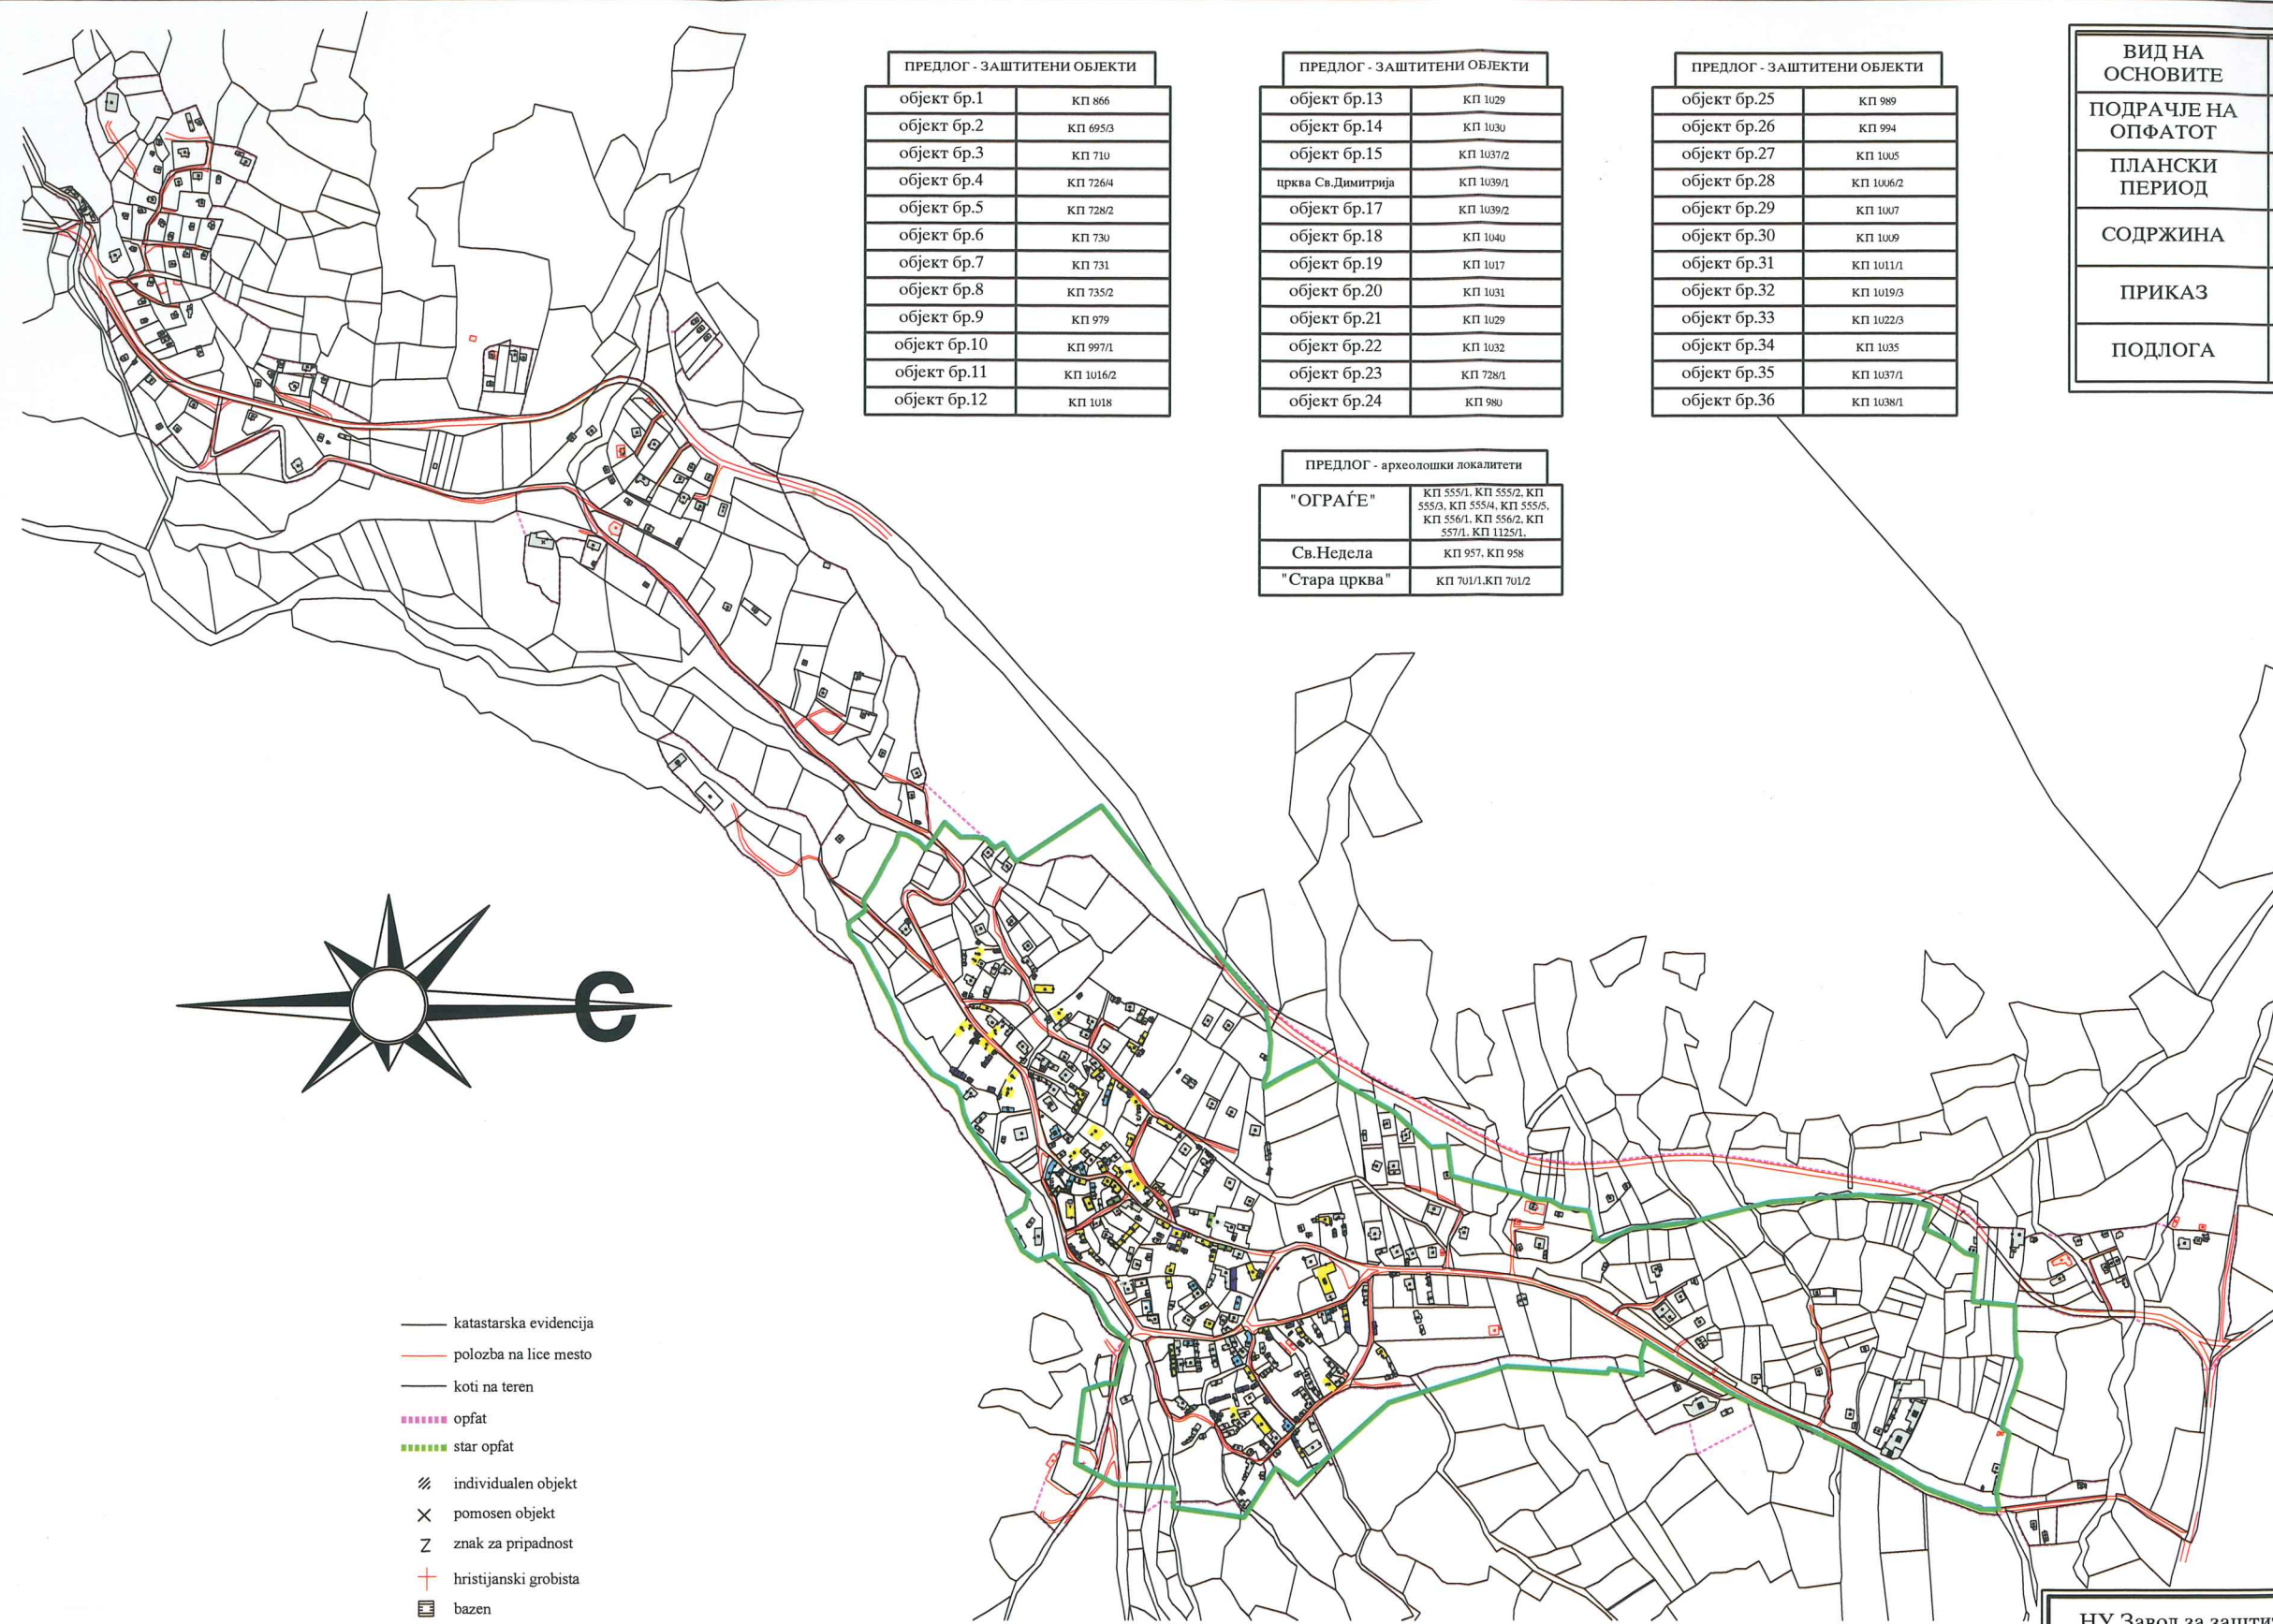 ПРЕДЛОГ - ЗАШТИТЕНИ ОБЈЕКТИ
објект бр.1 КП 866
објект бр.2 КП 695/3
објект бр.3 КП 710
објект бр.4 КП 726/4
објект бр.5 КП 728/2
објект бр.6 КП 730
објект бр.7 КП 731
објект бр.8 КП 735/2
објект бр.9 КП 979
објект бр.10 КП 997/1
објект бр.11 КП 1016/2
објект бр.12 КП 1018
ПРЕДЛОГ - ЗАШТИТЕНИ ОБЈЕКТИ
објект бр.13 КП 1029
објект бр.14 КП 1030
објект бр.15 КП 1037/2
црква Св.Димитрија КП 1039/1
објект бр.17 КП 1039/2
објект бр.18 КП 1040
објект бр.19 КП 1017
објект бр.20 КП 1031
објект бр.21 КП 1029
објект бр.22 КП 1032
објект бр.23 КП 728/1
објект бр.24 КП 980
ПРЕДЛОГ - ЗАШТИТЕНИ ОБЈЕКТИ
објект бр.25 КП 989
објект бр.26 КП 994
објект бр.27 КП 1005
објект бр.28 КП 1006/2
објект бр.29 КП 1007
објект бр.30 КП 1009
објект бр.31 КП 1011/1
објект бр.32 КП 1019/3
објект бр.33 КП 1022/3
објект бр.34 КП 1035
објект бр.35 КП 1037/1
објект бр.36 КП 1038/1
ВИД НА
ОСНОВИТЕ
ПОДРАЧЈЕ НА
ОПФАТОТ
ПЛАНСКИ
ПЕРИОД
СОДРЖИНА
ПРИКАЗ
ПОДЛОГА
ПРЕДЛОГ - археолошки локалитети
"ОГРАЃЕ"
КП 555/1, КП 555/2, КП
555/3, КП 555/4, КП 555/5,
КП 556/1, КП 556/2, КП
557/1, КП 1125/1,
Св.Недела КП 957, КП 958
"Стара црква" КП 701/1,КП 701/2
С
katastarska evidencija
polozba na lice mesto
koti na teren
opfat
star opfat
individualen objekt
pomosen objekt
Z znak za pripadnost
hristijanski grobista
bazen
НУ Завод за зашти